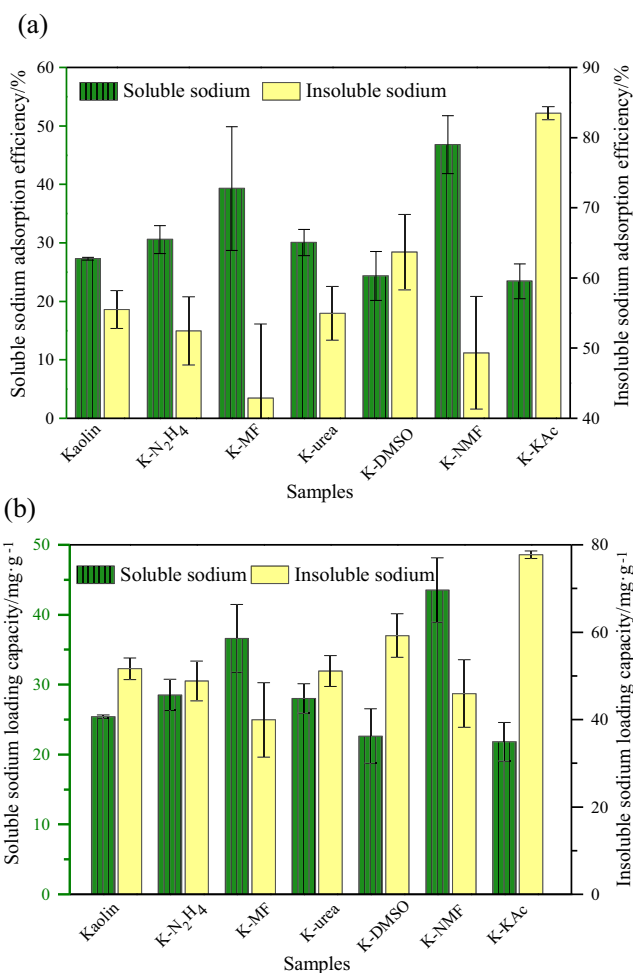 (a)
Soluble sodium adsorption efficiency/%
60
50
40
30
20
10
0
Soluble sodium
Insoluble sodium
90
80
70
60
50
40
Insoluble sodium adsorption efficiency/%
Kaolin
K-N₂H₄
K-MF
K-urea
K-DMSO
K-NMF
K-KAc
Samples
(b)
Soluble sodium loading capacity/mg·g⁻¹
50
40
30
20
10
0
Soluble sodium
Insoluble sodium
80
60
40
20
0
Insoluble sodium loading capacity/mg·g⁻¹
Kaolin
K-N₂H₄
K-MF
K-urea
K-DMSO
K-NMF
K-KAc
Samples